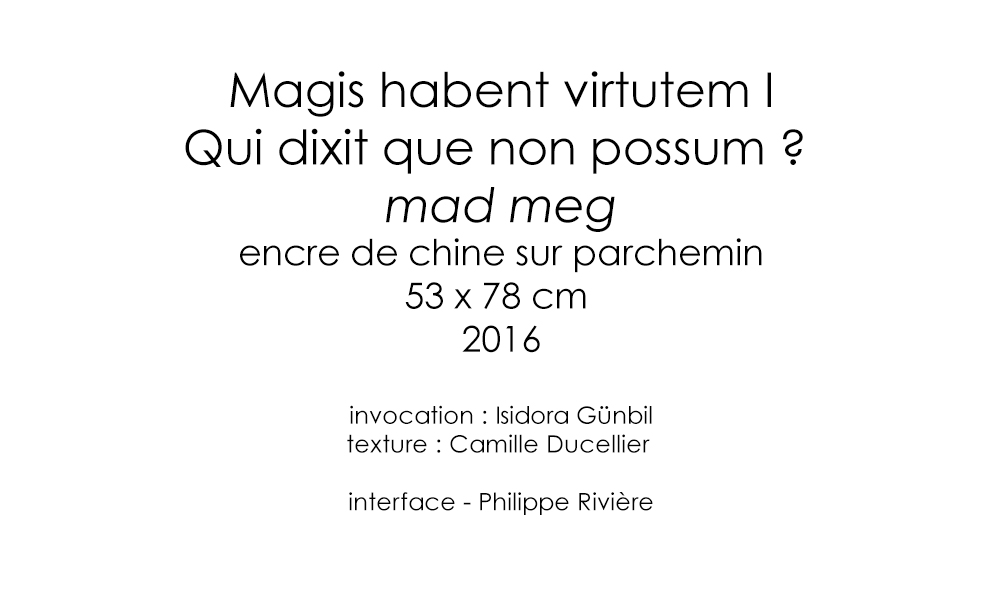 Magis habent virtutem I
Qui dixit que non possum ?
mad meg
encre de chine sur parchemin
53 x 78 cm
2016
invocation : Isidora Günbil
texture : Camille Ducellier
interface - Philippe Rivière